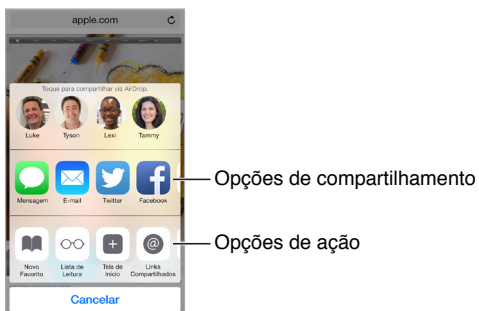 apple.com
Toque para compartilhar via AirDrop.
Luke Tyson Lexi Tammy
Mensagem E-mail Twitter Facebook
Opções de compartilhamento
Opções de ação
Novo Lista de Tela de Links
Favorito Leitura Início Compartilhados
Cancelar